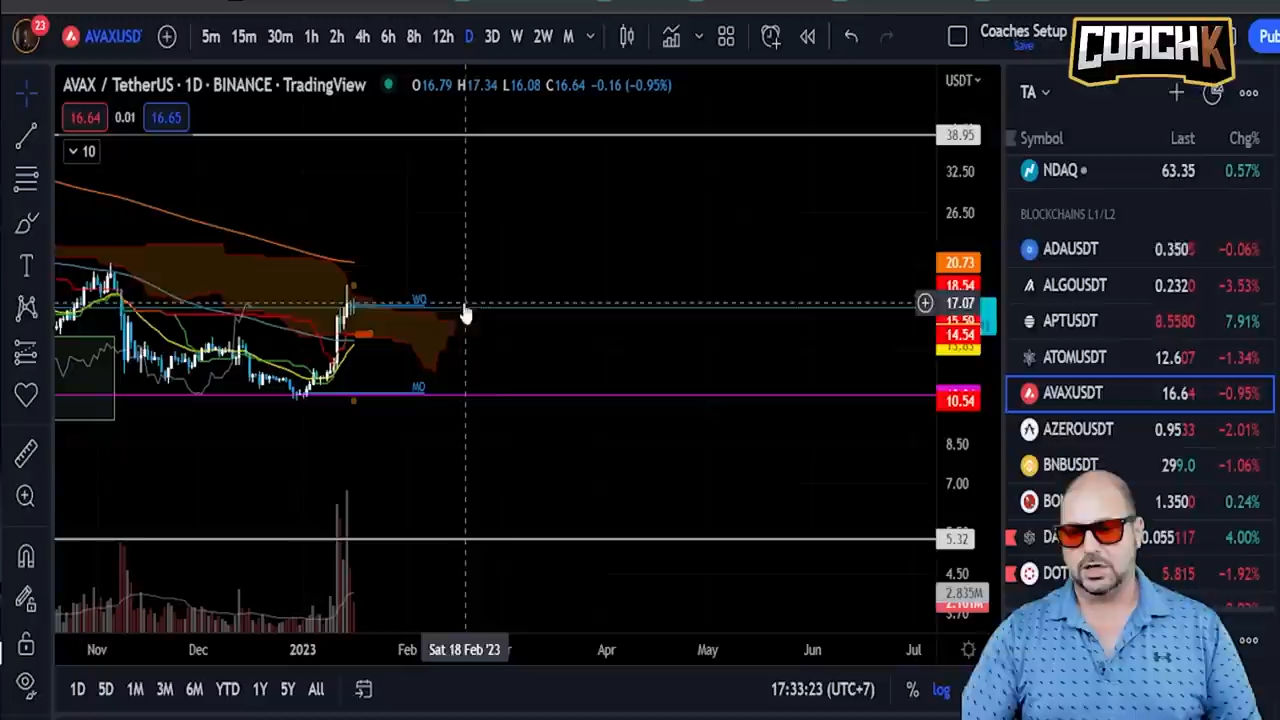 23
AVAXUSD
5m 15m 30m 1h 2h 4h 6h 8h 12h D 3D W 2W M
Coaches Setup
Save
COACHK
Pub
AVAX / TetherUS · 1D · BINANCE · TradingView
O16.79 H17.34 L16.08 C16.64 −0.16 (−0.95%)
USDT
TA
16.64 0.01 16.65
10
Symbol Last Chg%
NDAQ 63.35 0.57%
BLOCKCHAINS L1/L2
ADAUSDT 0.3505 −0.06%
ALGOUSDT 0.2320 −3.53%
APTUSDT 8.5580 7.91%
ATOMUSDT 12.607 −1.34%
AVAXUSDT 16.64 −0.95%
AZEROUSDT 0.9533 −2.01%
BNBUSDT 299.0 −1.06%
BO 1.3500 0.24%
DA 0.055117 4.00%
DOT 5.815 −1.92%
38.95
32.50
26.50
20.73
18.54
17.07
15.59
14.54
10.54
8.50
7.00
5.32
4.50
2.835M
3.70
WO
MO
Nov Dec 2023 Feb Sat 18 Feb '23 Apr May Jun Jul
1D 5D 1M 3M 6M YTD 1Y 5Y All
17:33:23 (UTC+7) % log